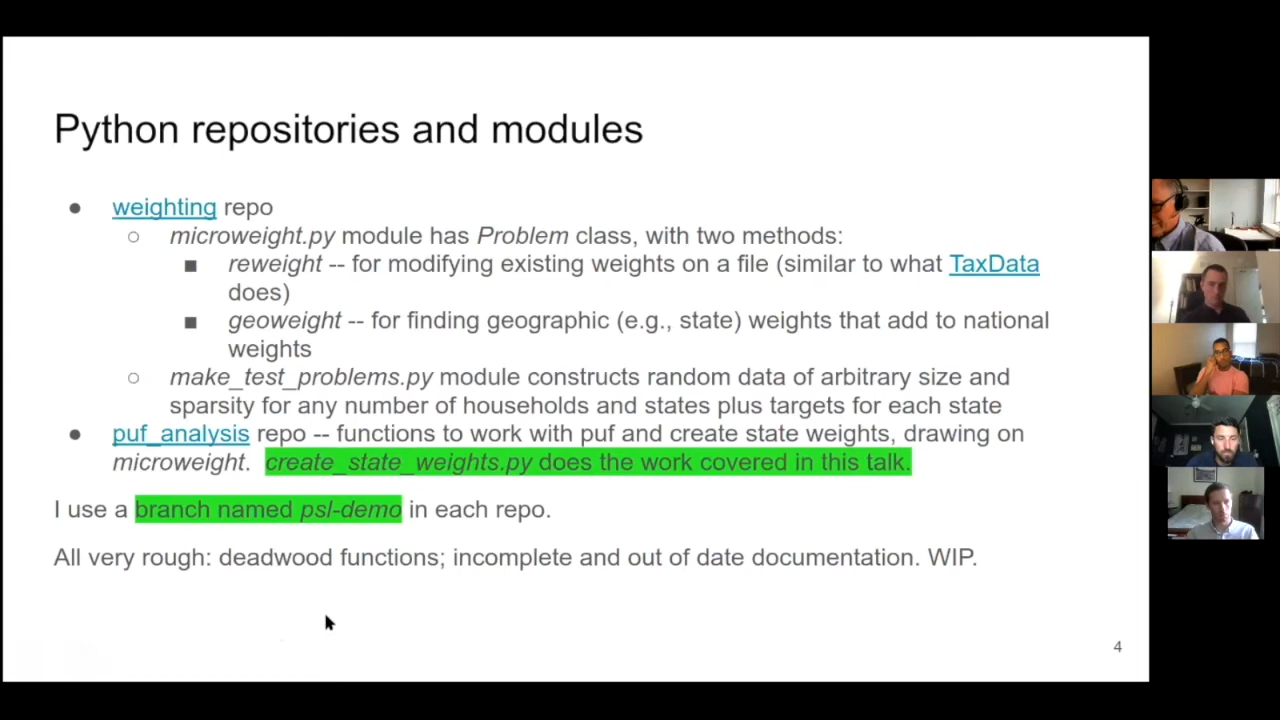 Python repositories and modules
● weighting repo
○ microweight.py module has Problem class, with two methods:
■ reweight -- for modifying existing weights on a file (similar to what TaxData
does)
■ geoweight -- for finding geographic (e.g., state) weights that add to national
weights
○ make_test_problems.py module constructs random data of arbitrary size and
sparsity for any number of households and states plus targets for each state
● puf_analysis repo -- functions to work with puf and create state weights, drawing on
microweight. create_state_weights.py does the work covered in this talk.
I use a branch named psl-demo in each repo.
All very rough: deadwood functions; incomplete and out of date documentation. WIP.
4